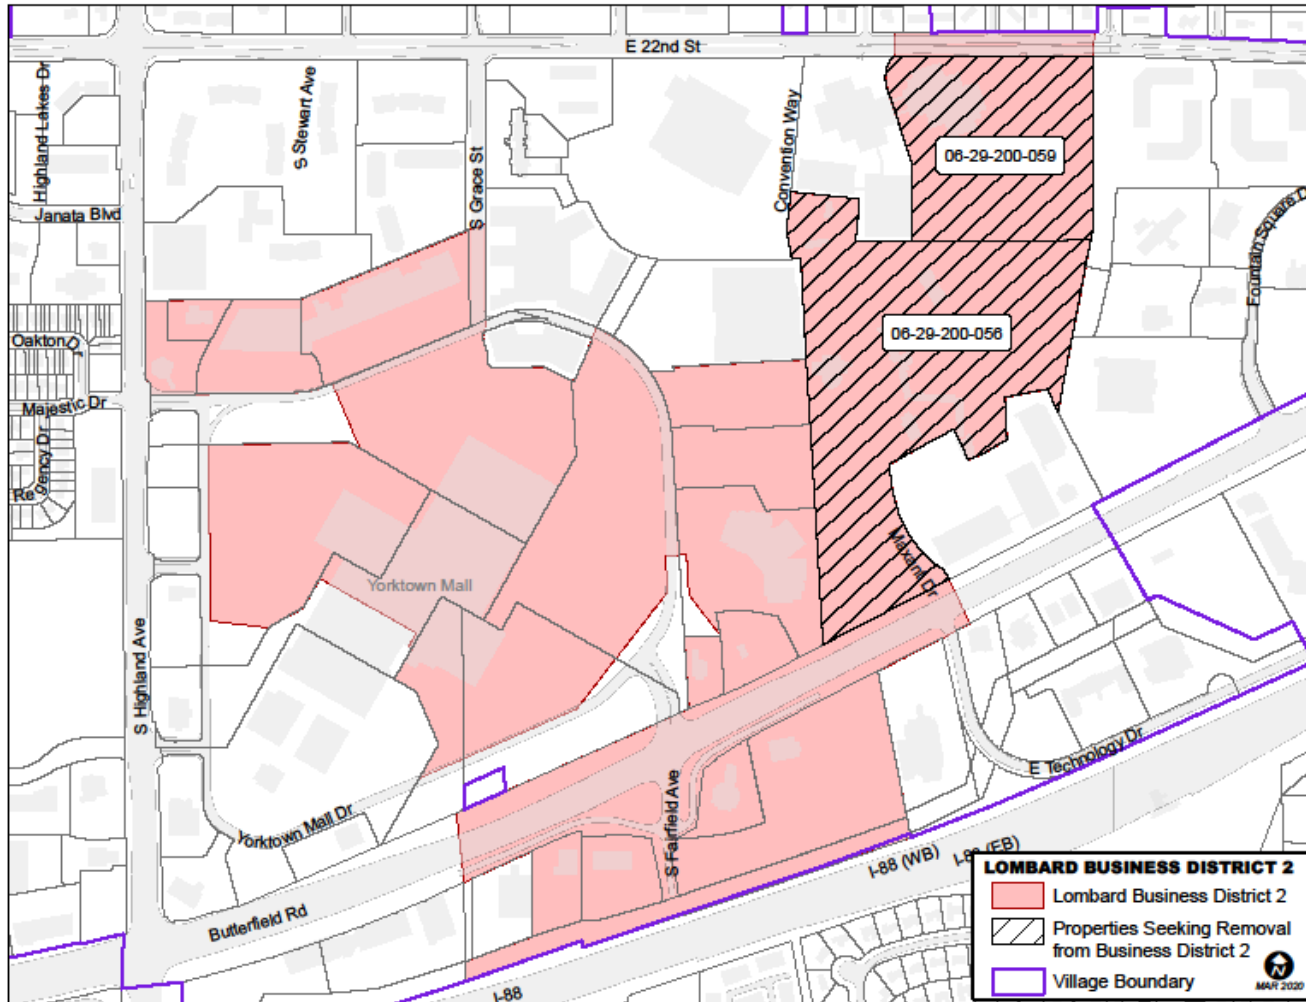 E 22nd St
Highland Lakes Dr
S Stewart Ave
S Grace St
Convention Way
06-29-200-059
Janata Blvd
Fountain Square D
Oakton D
06-29-200-056
Majestic Dr
Regency Dr
Maxant Dr
Yorktown Mall
S Highland Ave
E Technology Dr
S Fairfield Ave
Yorktown Mall Dr
I-88 (WB)
I-88 (EB)
Butterfield Rd
I-88
LOMBARD BUSINESS DISTRICT 2
Lombard Business District 2
Properties Seeking Removal
from Business District 2
Village Boundary
N
MAR 2020